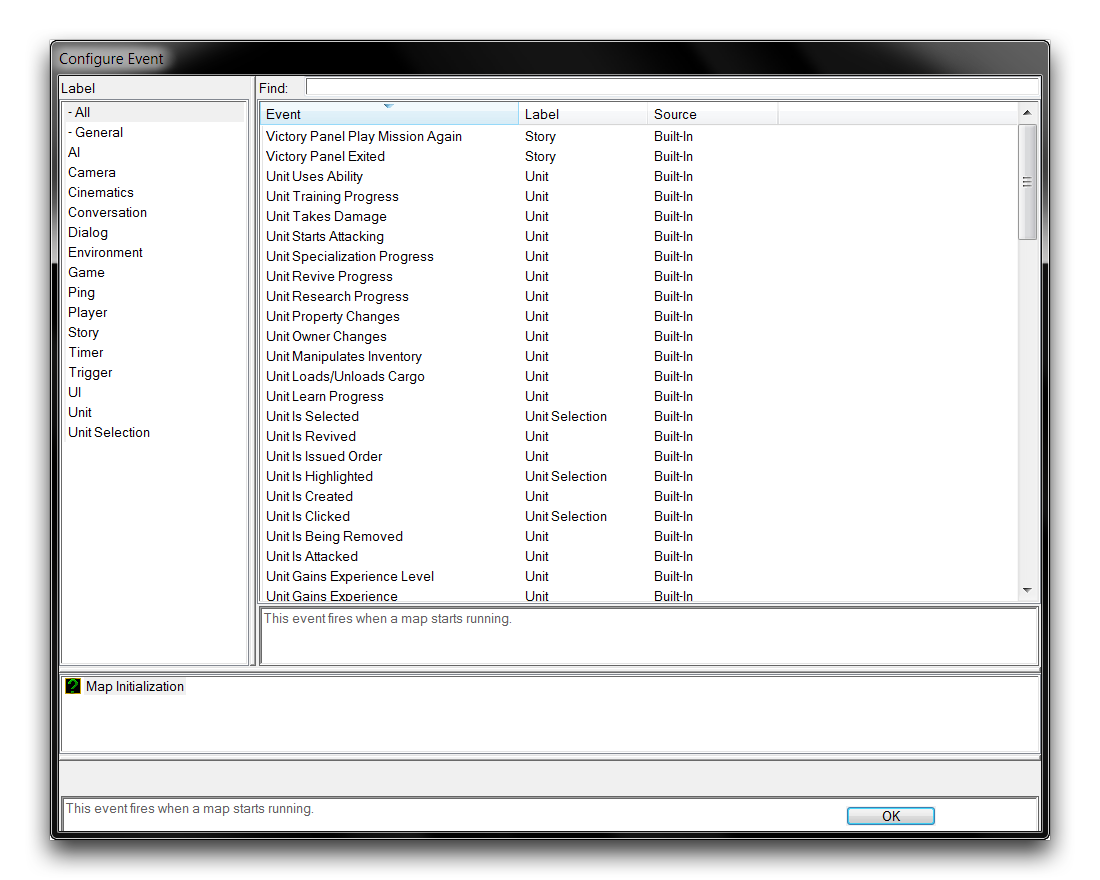 Configure Event
Label
- All
- General
AI
Camera
Cinematics
Conversation
Dialog
Environment
Game
Ping
Player
Story
Timer
Trigger
UI
Unit
Unit Selection
Find:
Event Label Source
Victory Panel Play Mission Again Story Built-In
Victory Panel Exited Story Built-In
Unit Uses Ability Unit Built-In
Unit Training Progress Unit Built-In
Unit Takes Damage Unit Built-In
Unit Starts Attacking Unit Built-In
Unit Specialization Progress Unit Built-In
Unit Revive Progress Unit Built-In
Unit Research Progress Unit Built-In
Unit Property Changes Unit Built-In
Unit Owner Changes Unit Built-In
Unit Manipulates Inventory Unit Built-In
Unit Loads/Unloads Cargo Unit Built-In
Unit Learn Progress Unit Built-In
Unit Is Selected Unit Selection Built-In
Unit Is Revived Unit Built-In
Unit Is Issued Order Unit Built-In
Unit Is Highlighted Unit Selection Built-In
Unit Is Created Unit Built-In
Unit Is Clicked Unit Selection Built-In
Unit Is Being Removed Unit Built-In
Unit Is Attacked Unit Built-In
Unit Gains Experience Level Unit Built-In
Unit Gains Experience Unit Built-In
This event fires when a map starts running.
Map Initialization
This event fires when a map starts running.
OK